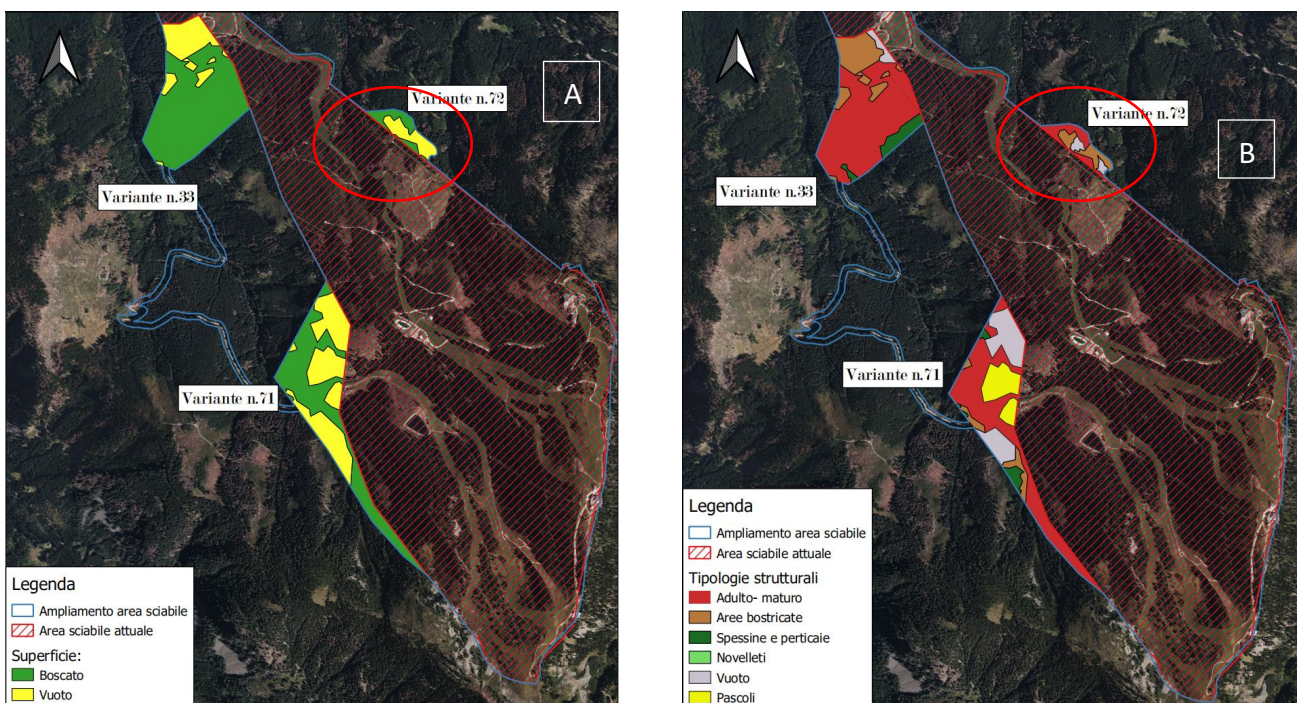 A
Variante n.72
Variante n.33
Variante n.71
Legenda
Ampliamento area sciabile
Area sciabile attuale
Superficie:
Boscato
Vuoto
B
Variante n.72
Variante n.33
Variante n.71
Legenda
Ampliamento area sciabile
Area sciabile attuale
Tipologie strutturali
Adulto- maturo
Aree bostricate
Spessine e perticaie
Novelleti
Vuoto
Pascoli